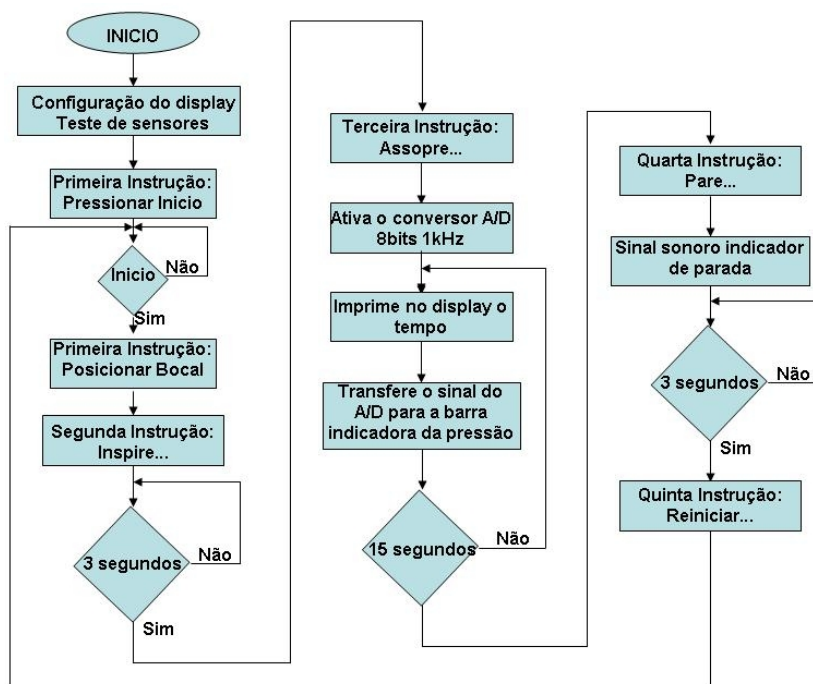 INICIO
Configuração do display
Teste de sensores
Primeira Instrução:
Pressionar Inicio
Inicio
Não
Sim
Primeira Instrução:
Posicionar Bocal
Segunda Instrução:
Inspire...
3 segundos
Não
Sim
Terceira Instrução:
Assopre...
Ativa o conversor A/D
8bits 1kHz
Imprime no display o
tempo
Transfere o sinal do
A/D para a barra
indicadora da pressão
15 segundos
Não
Quarta Instrução:
Pare...
Sinal sonoro indicador
de parada
3 segundos
Não
Sim
Quinta Instrução:
Reiniciar...